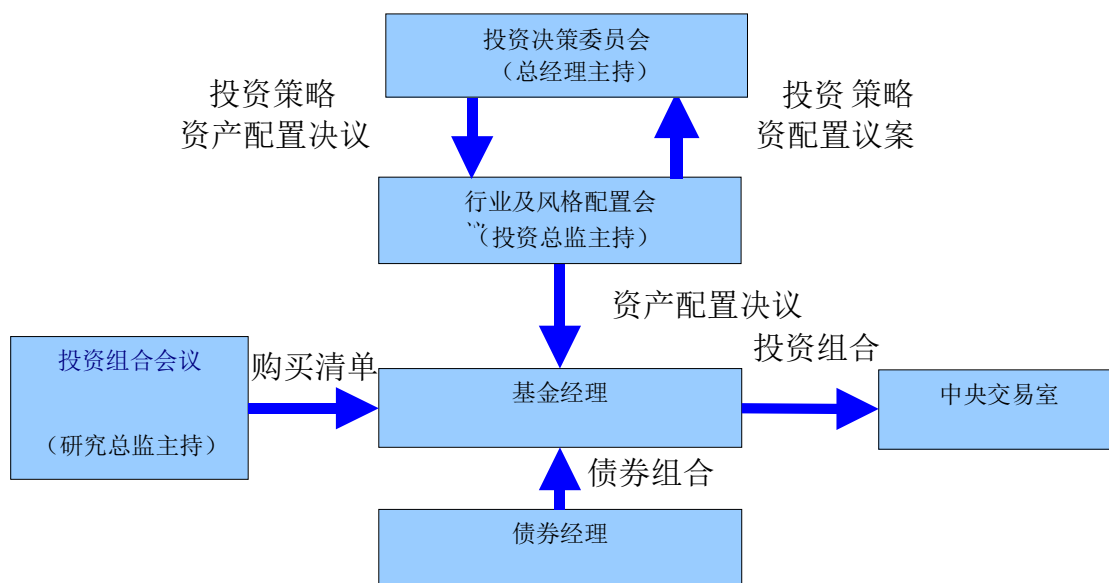 投资决策委员会
（总经理主持）
投资策略
资产配置决议
投资 策略
资配置议案
行业及风格配置会
（投资总监主持）
资产配置决议
投资组合会议
（研究总监主持）
购买清单
基金经理
投资组合
中央交易室
债券组合
债券经理